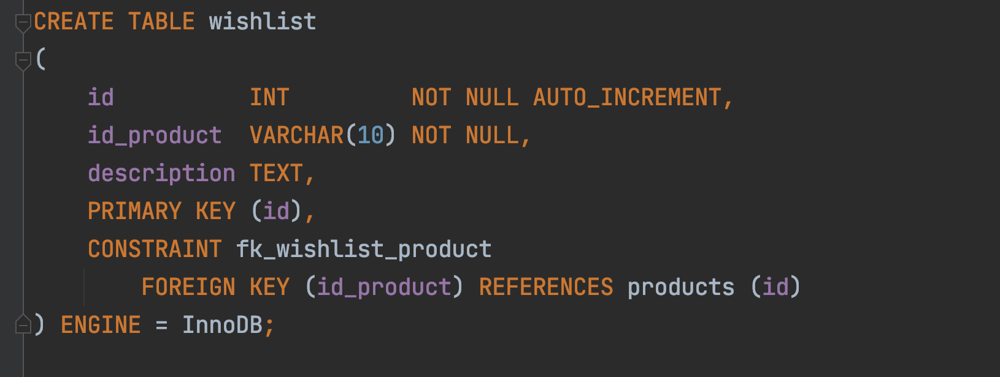 CREATE TABLE wishlist
(
    id          INT         NOT NULL AUTO_INCREMENT,
    id_product  VARCHAR(10) NOT NULL,
    description TEXT,
    PRIMARY KEY (id),
    CONSTRAINT fk_wishlist_product
        FOREIGN KEY (id_product) REFERENCES products (id)
) ENGINE = InnoDB;